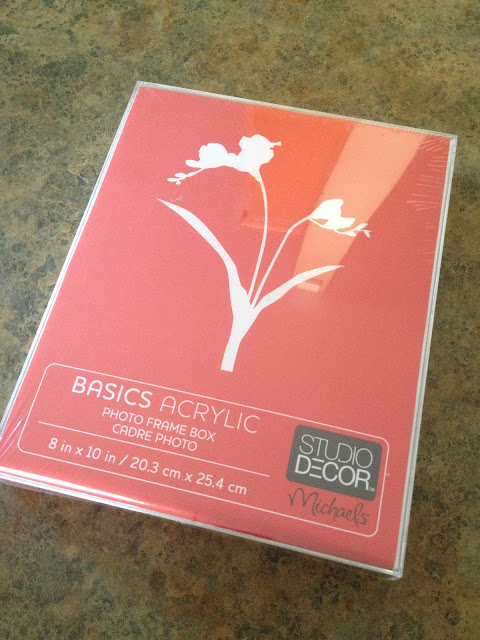 BASICS ACRYLIC
PHOTO FRAME BOX
CADRE PHOTO
8 in x 10 in / 20.3 cm x 25.4 cm
STUDIO
DECOR™
Michaels®